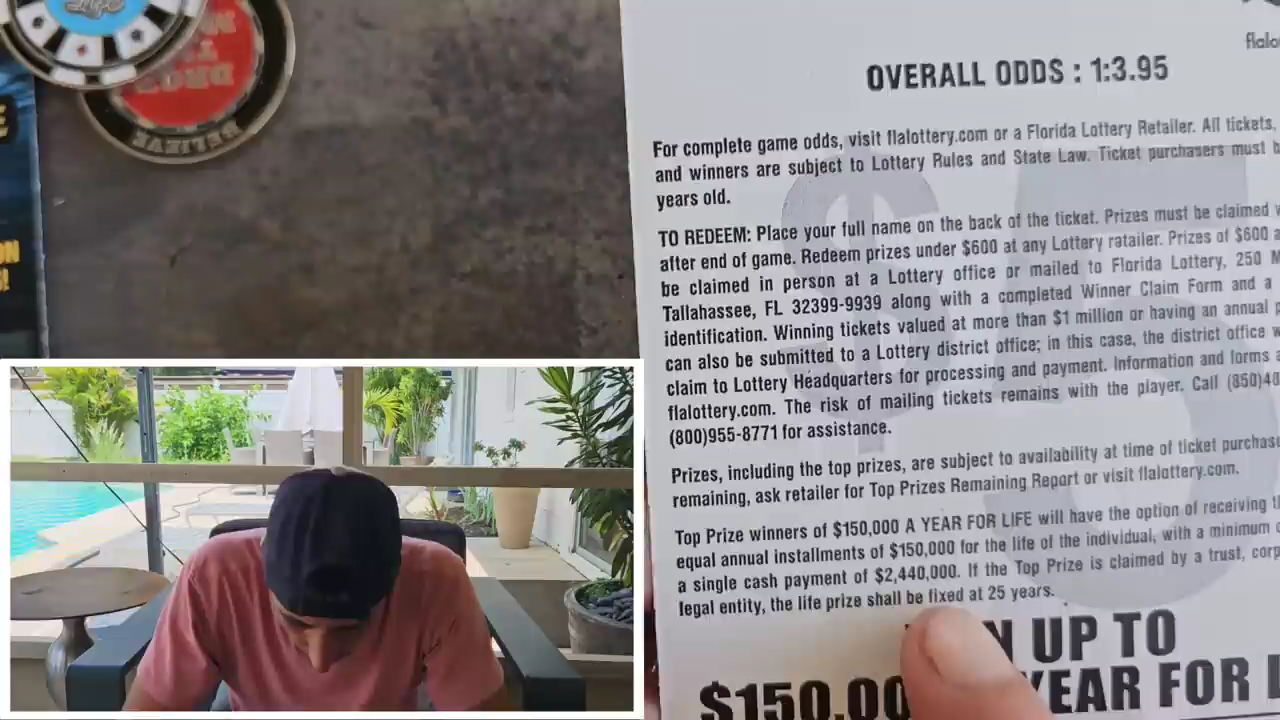 Life
BELIEVE
ON
flalo
OVERALL ODDS : 1:3.95
For complete game odds, visit flalottery.com or a Florida Lottery Retailer. All tickets,
and winners are subject to Lottery Rules and State Law. Ticket purchasers must b
years old.
TO REDEEM: Place your full name on the back of the ticket. Prizes must be claimed
after end of game. Redeem prizes under $600 at any Lottery ratailer. Prizes of $600 a
be claimed in person at a Lottery office or mailed to Florida Lottery, 250 M
Tallahassee, FL 32399-9939 along with a completed Winner Claim Form and a
identification. Winning tickets valued at more than $1 million or having an annual
can also be submitted to a Lottery district office; in this case, the district office w
claim to Lottery Headquarters for processing and payment. Information and forms a
flalottery.com. The risk of mailing tickets remains with the player. Call (850)40
(800)955-8771 for assistance.
Prizes, including the top prizes, are subject to availability at time of ticket purchas
remaining, ask retailer for Top Prizes Remaining Report or visit flalottery.com.
Top Prize winners of $150,000 A YEAR FOR LIFE will have the option of receiving t
equal annual installments of $150,000 for the life of the individual, with a minimum
a single cash payment of $2,440,000. If the Top Prize is claimed by a trust, corp
legal entity, the life prize shall be fixed at 25 years.
N UP TO
$150,00 YEAR FOR L
$5